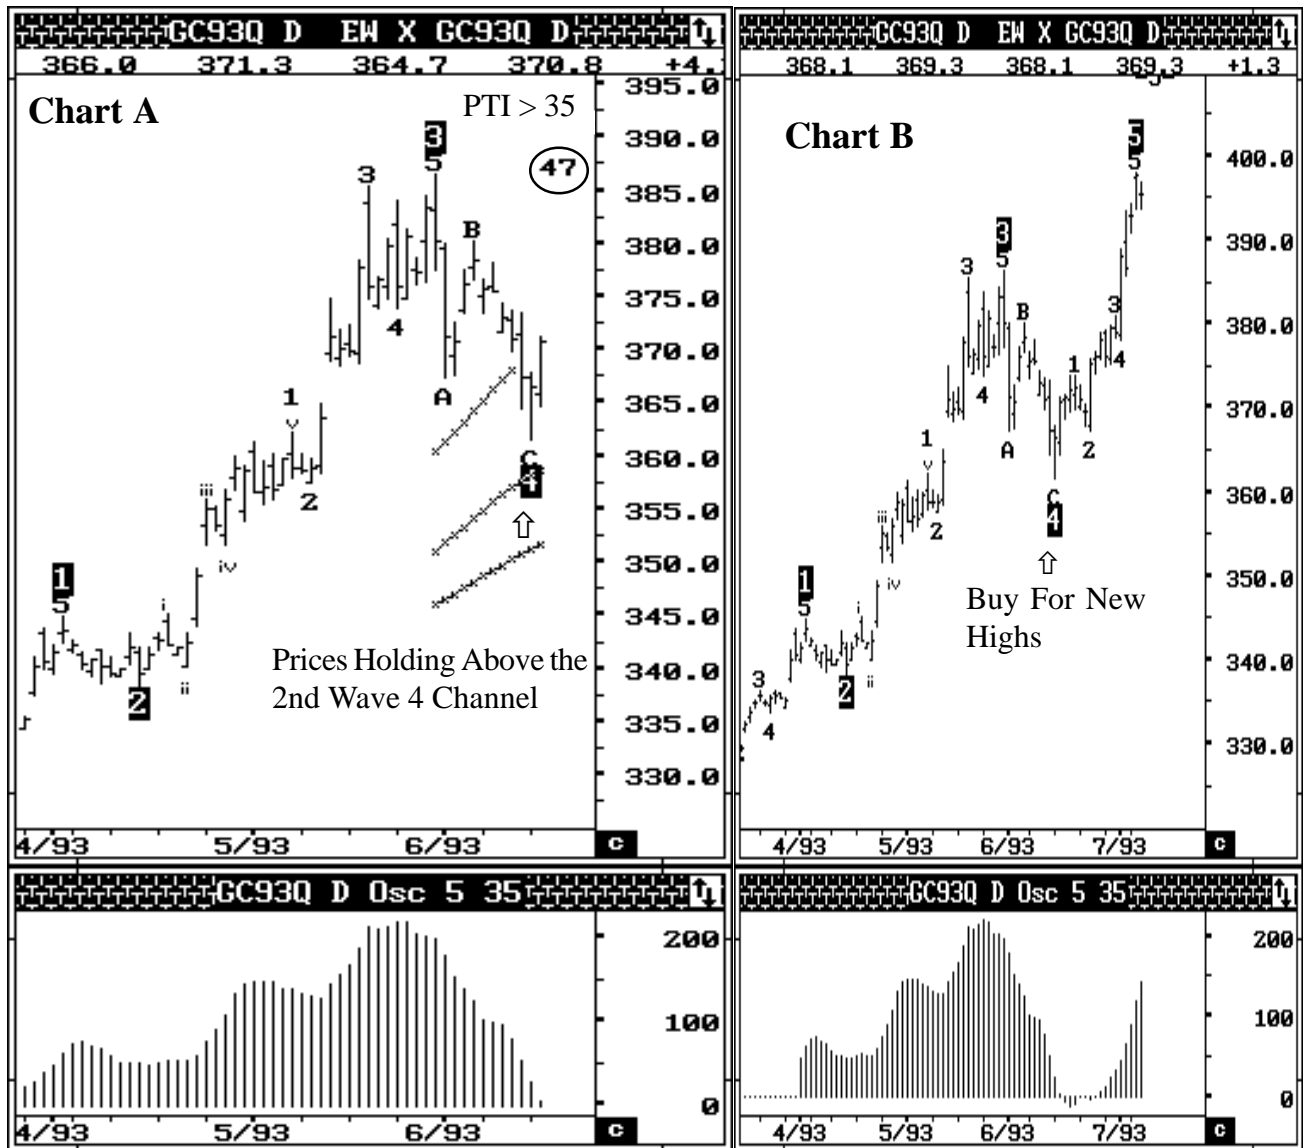 GC93Q D EW X GC93Q D
366.0 371.3 364.7 370.8 +4.
Chart A
PTI > 35
47
395.0
390.0
385.0
380.0
375.0
370.0
365.0
360.0
355.0
350.0
345.0
340.0
335.0
330.0
3
5
3
B
4
A
1
v
2
iii
iv
C
4
1
5
i
ii
2
Prices Holding Above the
2nd Wave 4 Channel
4/93 5/93 6/93 C
GC93Q D Osc 5 35
200
100
0
4/93 5/93 6/93 C
GC93Q D EW X GC93Q D
368.1 369.3 368.1 369.3 +1.3
Chart B
5
5
400.0
390.0
380.0
370.0
360.0
350.0
340.0
330.0
3
5
3
B
3
4
1
4
A
2
1
v
2
iii
iv
C
4
1
5
i
ii
2
3
4
Buy For New
Highs
4/93 5/93 6/93 7/93 C
GC93Q D Osc 5 35
200
100
0
4/93 5/93 6/93 7/93 C